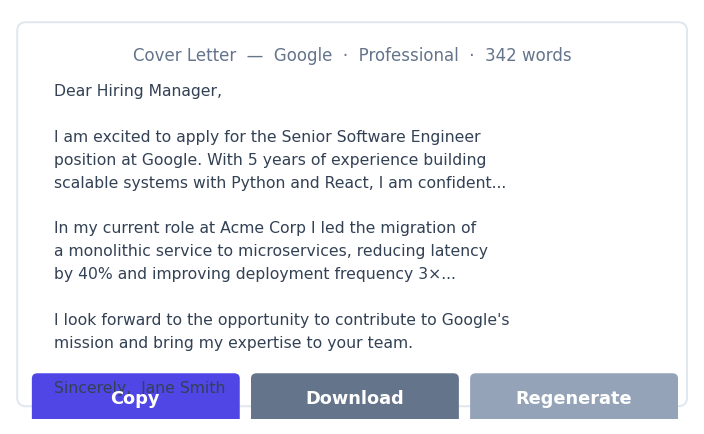 Cover Letter — Google · Professional · 342 words
Dear Hiring Manager,
I am excited to apply for the Senior Software Engineer
position at Google. With 5 years of experience building
scalable systems with Python and React, I am confident...
In my current role at Acme Corp I led the migration of
a monolithic service to microservices, reducing latency
by 40% and improving deployment frequency 3×...
I look forward to the opportunity to contribute to Google's
mission and bring my expertise to your team.
Sincerely, Jane Smith
Copy Download Regenerate